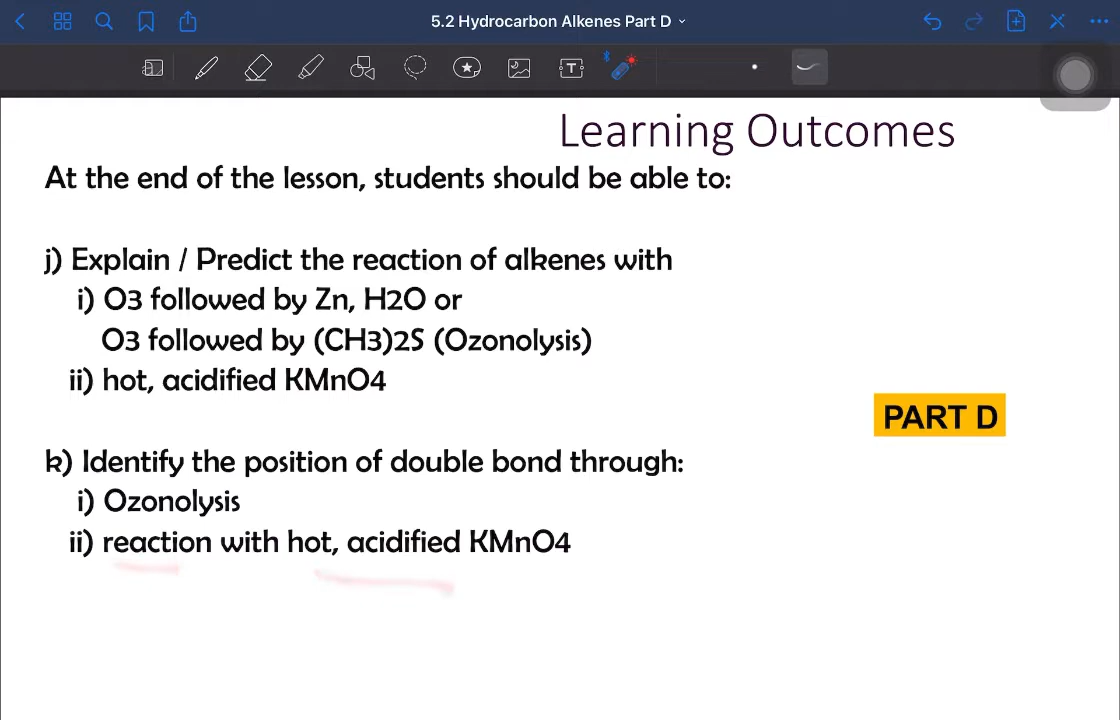 5.2 Hydrocarbon Alkenes Part D
Learning Outcomes
At the end of the lesson, students should be able to:
j) Explain / Predict the reaction of alkenes with
i) O3 followed by Zn, H2O or
O3 followed by (CH3)2S (Ozonolysis)
ii) hot, acidified KMnO4
PART D
k) Identify the position of double bond through:
i) Ozonolysis
ii) reaction with hot, acidified KMnO4